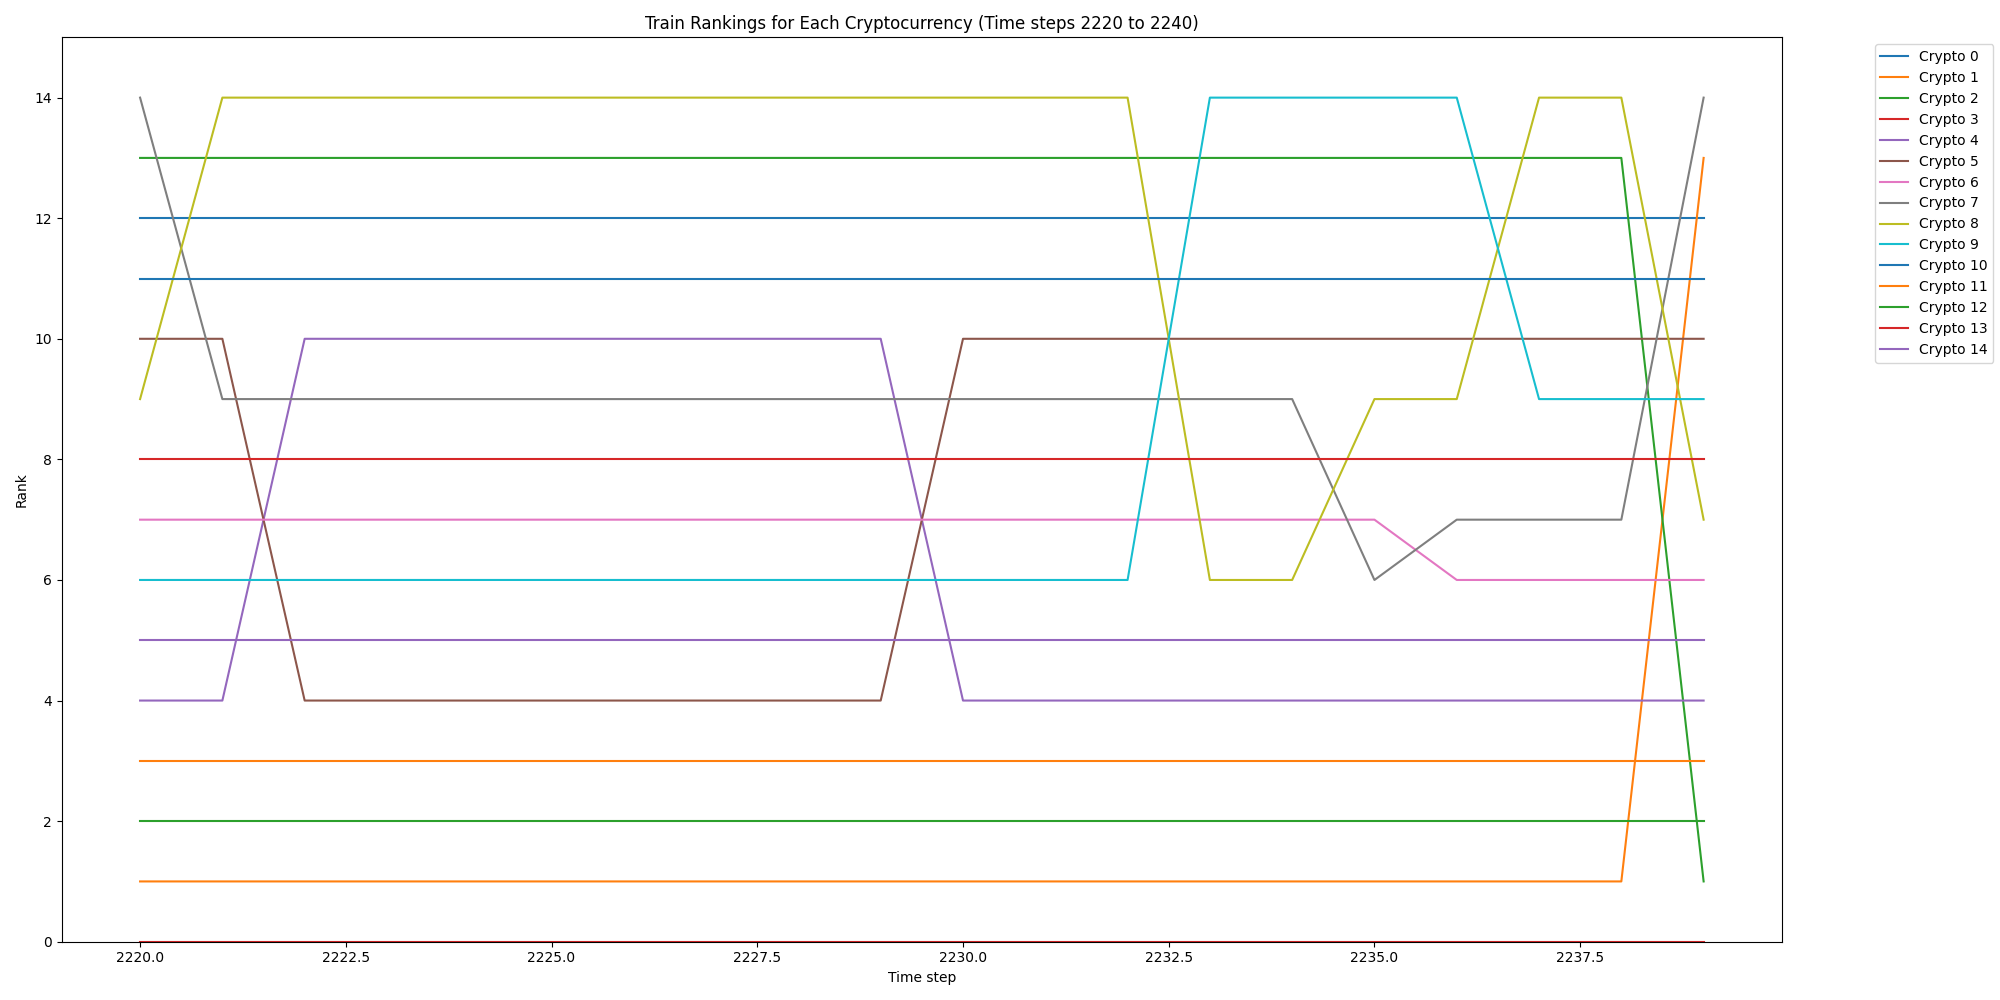 Train Rankings for Each Cryptocurrency (Time steps 2220 to 2240)
14
12
10
8
6
4
2
0
Rank
2220.0 2222.5 2225.0 2227.5 2230.0 2232.5 2235.0 2237.5
Time step
Crypto 0
Crypto 1
Crypto 2
Crypto 3
Crypto 4
Crypto 5
Crypto 6
Crypto 7
Crypto 8
Crypto 9
Crypto 10
Crypto 11
Crypto 12
Crypto 13
Crypto 14